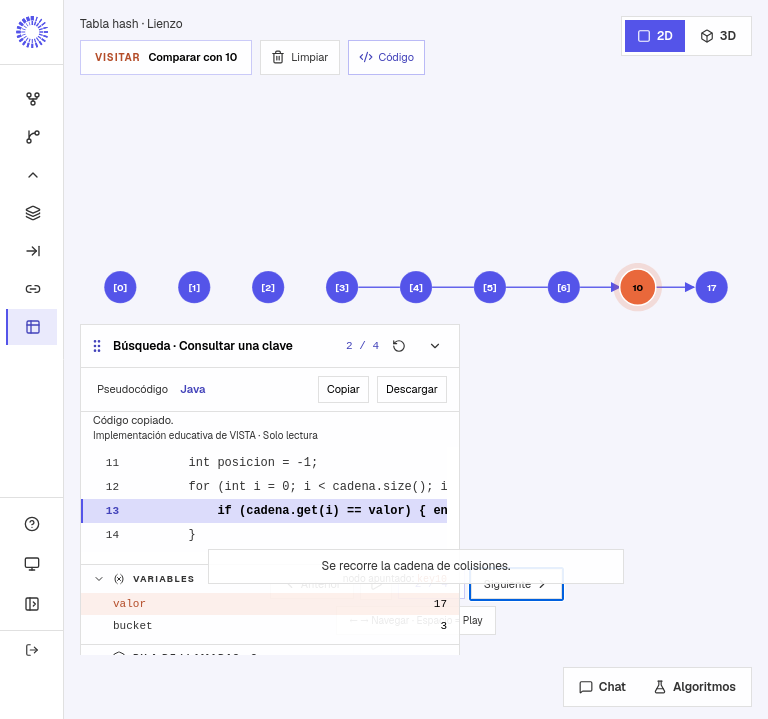 Tabla hash · Lienzo
VISITAR Comparar con 10
Limpiar
Código
2D
3D
[0] [1] [2] [3] [4] [5] [6] 10 17
Búsqueda · Consultar una clave
2 / 4
Pseudocódigo Java
Copiar
Descargar
Código copiado.
Implementación educativa de VISTA · Solo lectura
11 int posicion = -1;
12 for (int i = 0; i < cadena.size(); i
13 if (cadena.get(i) == valor) { en
14 }
Se recorre la cadena de colisiones.
Anterior
Siguiente
VARIABLES
valor 17
bucket 3
← → Navegar · Espacio = Play
Chat
Algoritmos